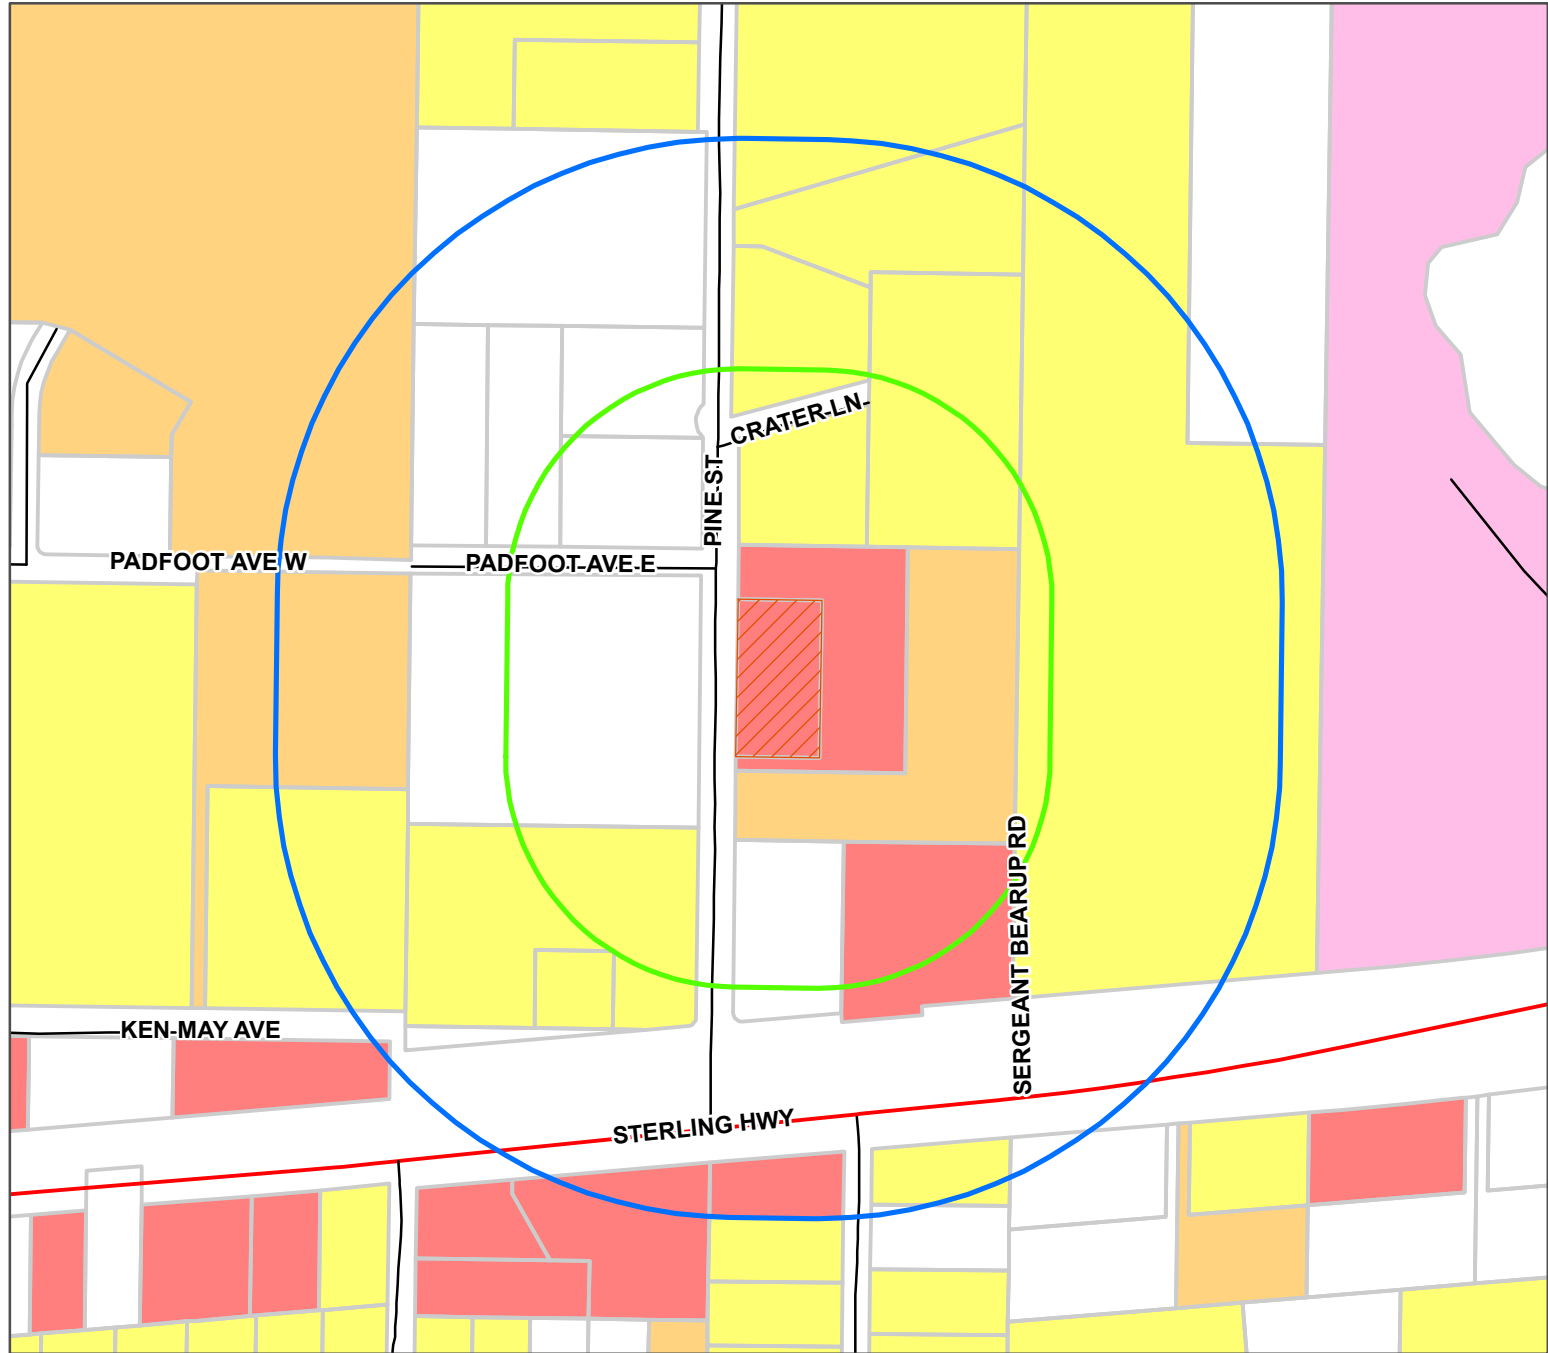 CRATER LN
PINE ST
PADFOOT AVE W
PADFOOT AVE E
SERGEANT BEARUP RD
KEN-MAY AVE
STERLING HWY